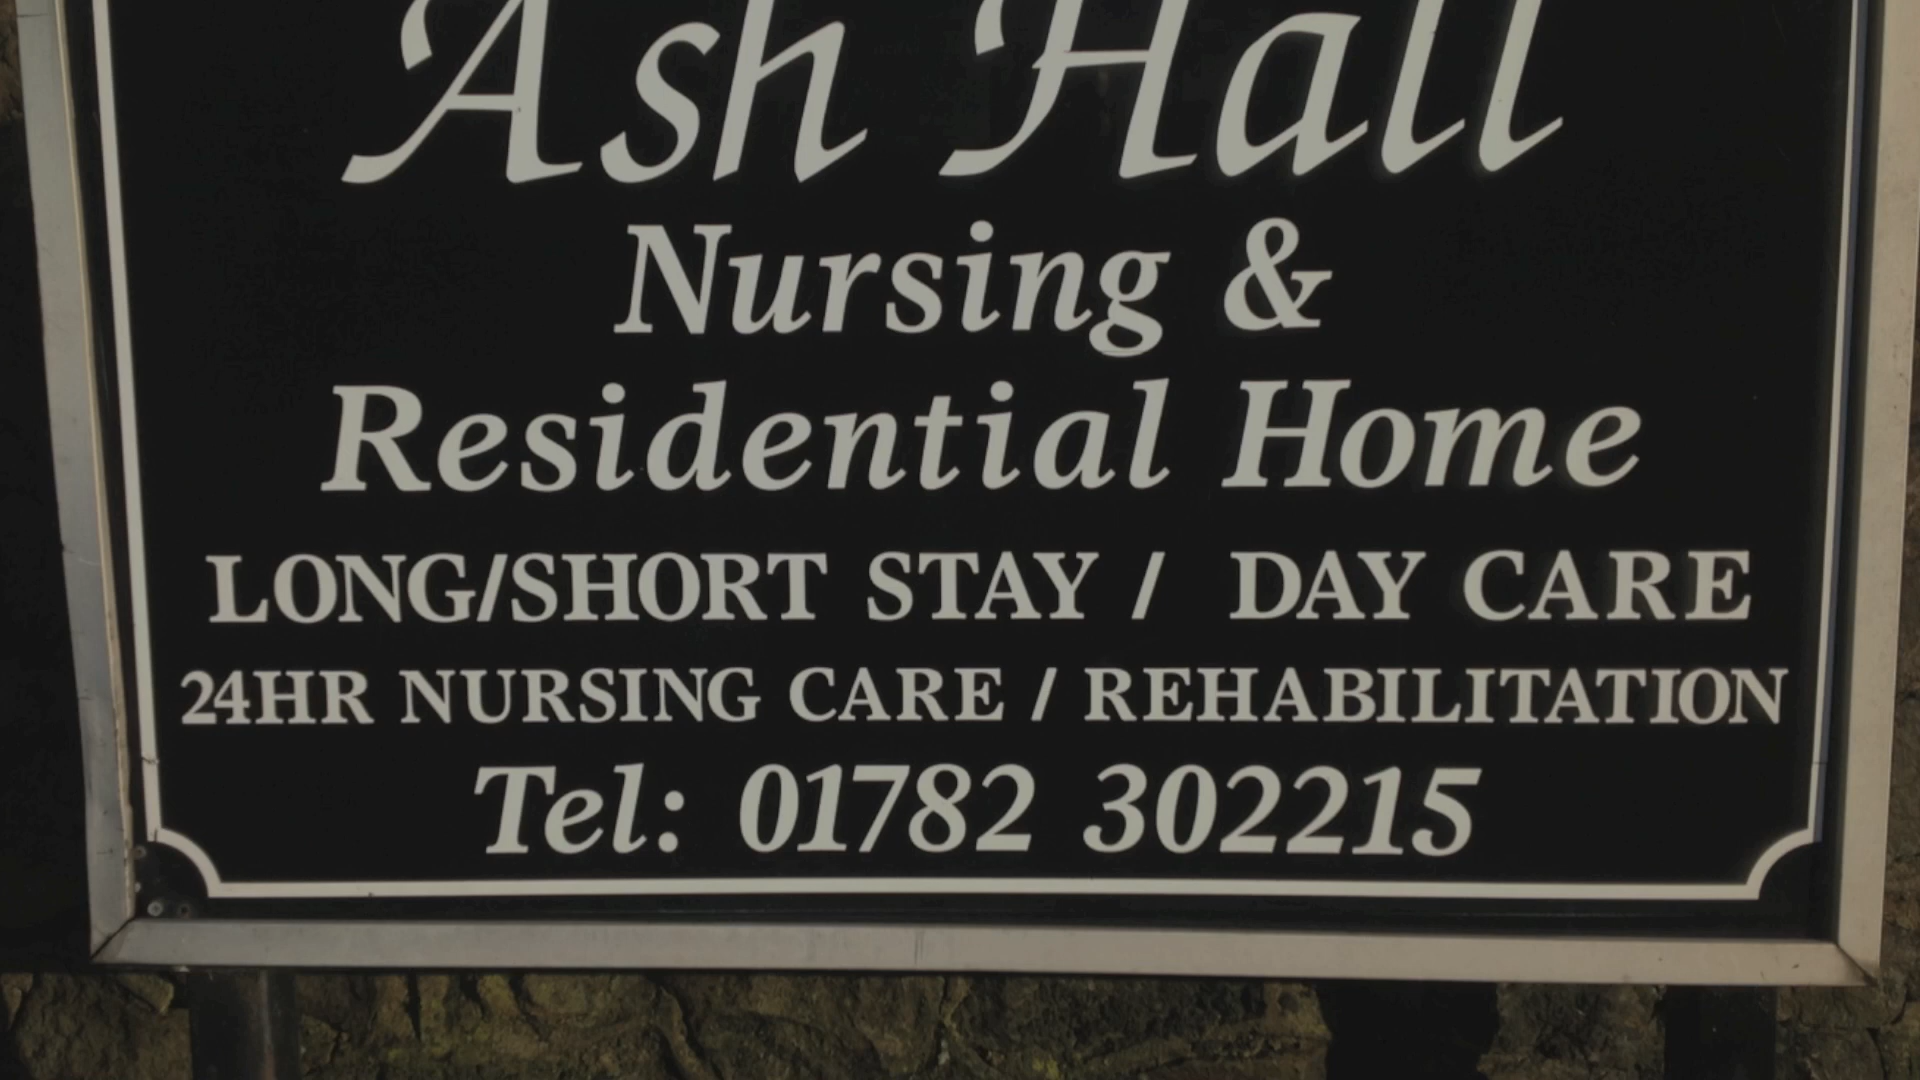 Ash Hall
Nursing &
Residential Home
LONG/SHORT STAY / DAY CARE
24HR NURSING CARE / REHABILITATION
Tel: 01782 302215